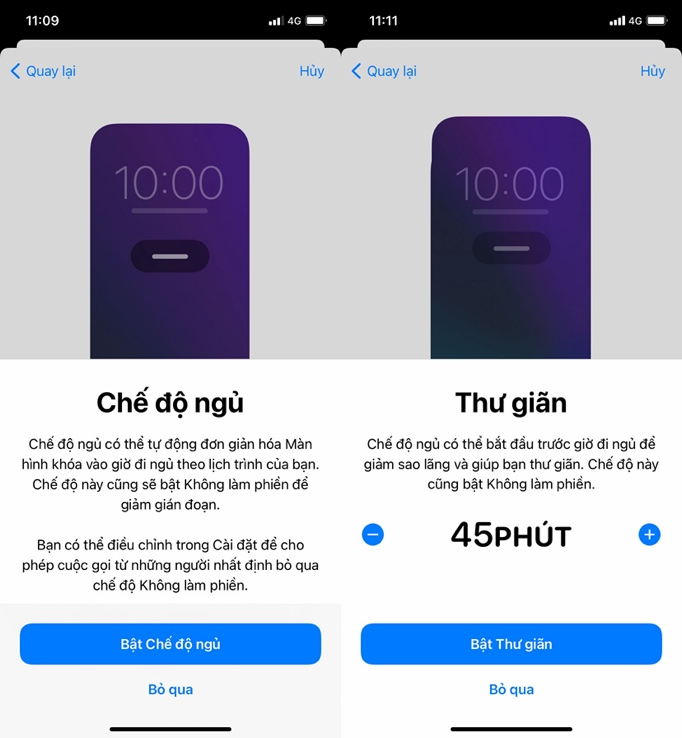 11:09
4G
Quay lại
Hủy
10:00
Chế độ ngủ
Chế độ ngủ có thể tự động đơn giản hóa Màn
hình khóa vào giờ đi ngủ theo lịch trình của bạn.
Chế độ này cũng sẽ bật Không làm phiền để
giảm gián đoạn.
Bạn có thể điều chỉnh trong Cài đặt để cho
phép cuộc gọi từ những người nhất định bỏ qua
chế độ Không làm phiền.
Bật Chế độ ngủ
Bỏ qua
11:11
4G
Quay lại
Hủy
10:00
Thư giãn
Chế độ ngủ có thể bắt đầu trước giờ đi ngủ để
giảm sao lãng và giúp bạn thư giãn. Chế độ này
cũng bật Không làm phiền.
45PHÚT
Bật Thư giãn
Bỏ qua